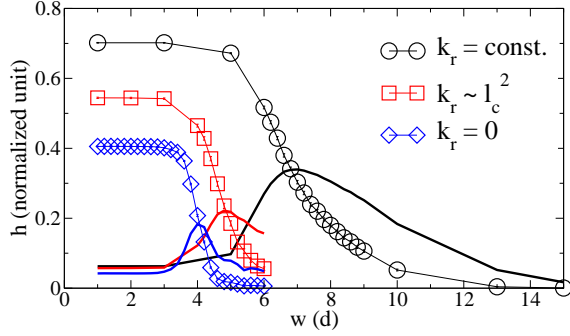 0.8
0.6
0.4
0.2
0
h (normalized unit)
k_r = const.
k_r ~ l_c^2
k_r = 0
0 2 4 6 8 10 12 14
w (d)